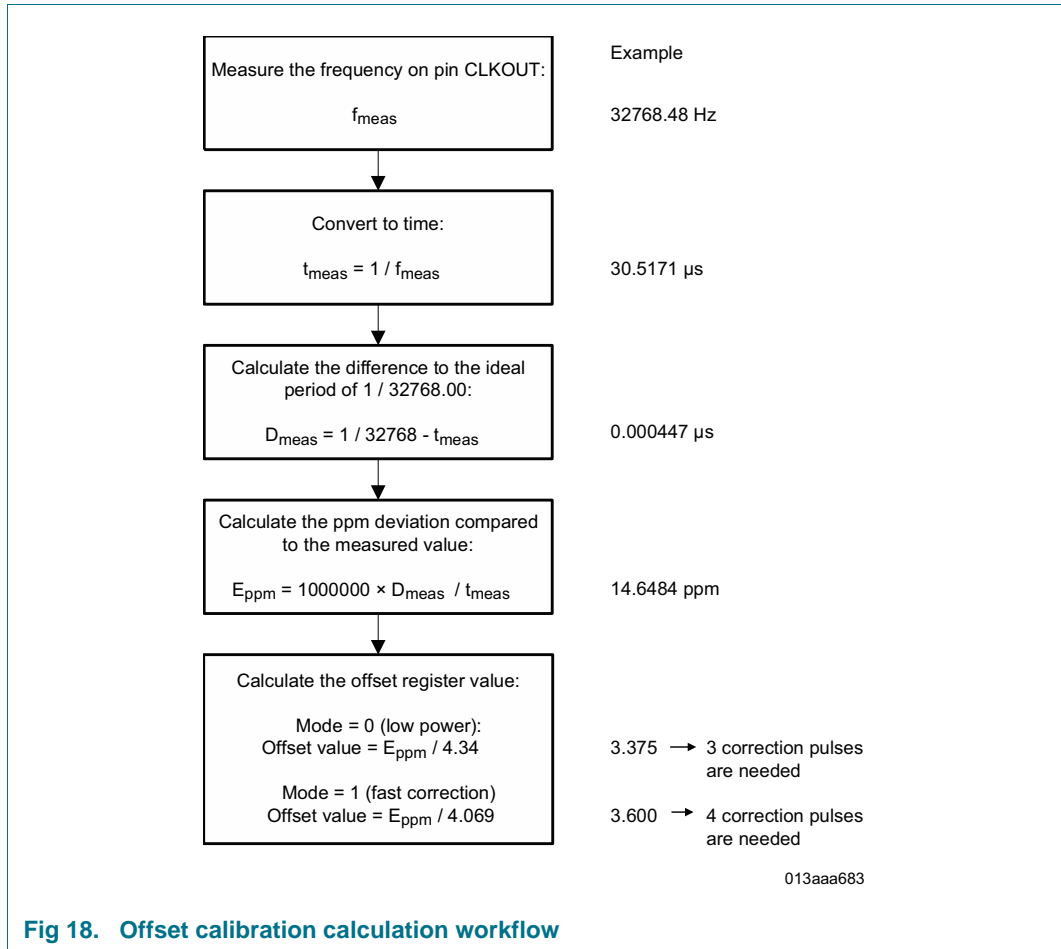 Measure the frequency on pin CLKOUT:
fmeas
Example
32768.48 Hz
Convert to time:
tmeas = 1 / fmeas
30.5171 µs
Calculate the difference to the ideal
period of 1 / 32768.00:
Dmeas = 1 / 32768 - tmeas
0.000447 µs
Calculate the ppm deviation compared
to the measured value:
Eppm = 1000000 × Dmeas / tmeas
14.6484 ppm
Calculate the offset register value:
Mode = 0 (low power):
Offset value = Eppm / 4.34
3.375 → 3 correction pulses
are needed
Mode = 1 (fast correction)
Offset value = Eppm / 4.069
3.600 → 4 correction pulses
are needed
013aaa683
Fig 18. Offset calibration calculation workflow